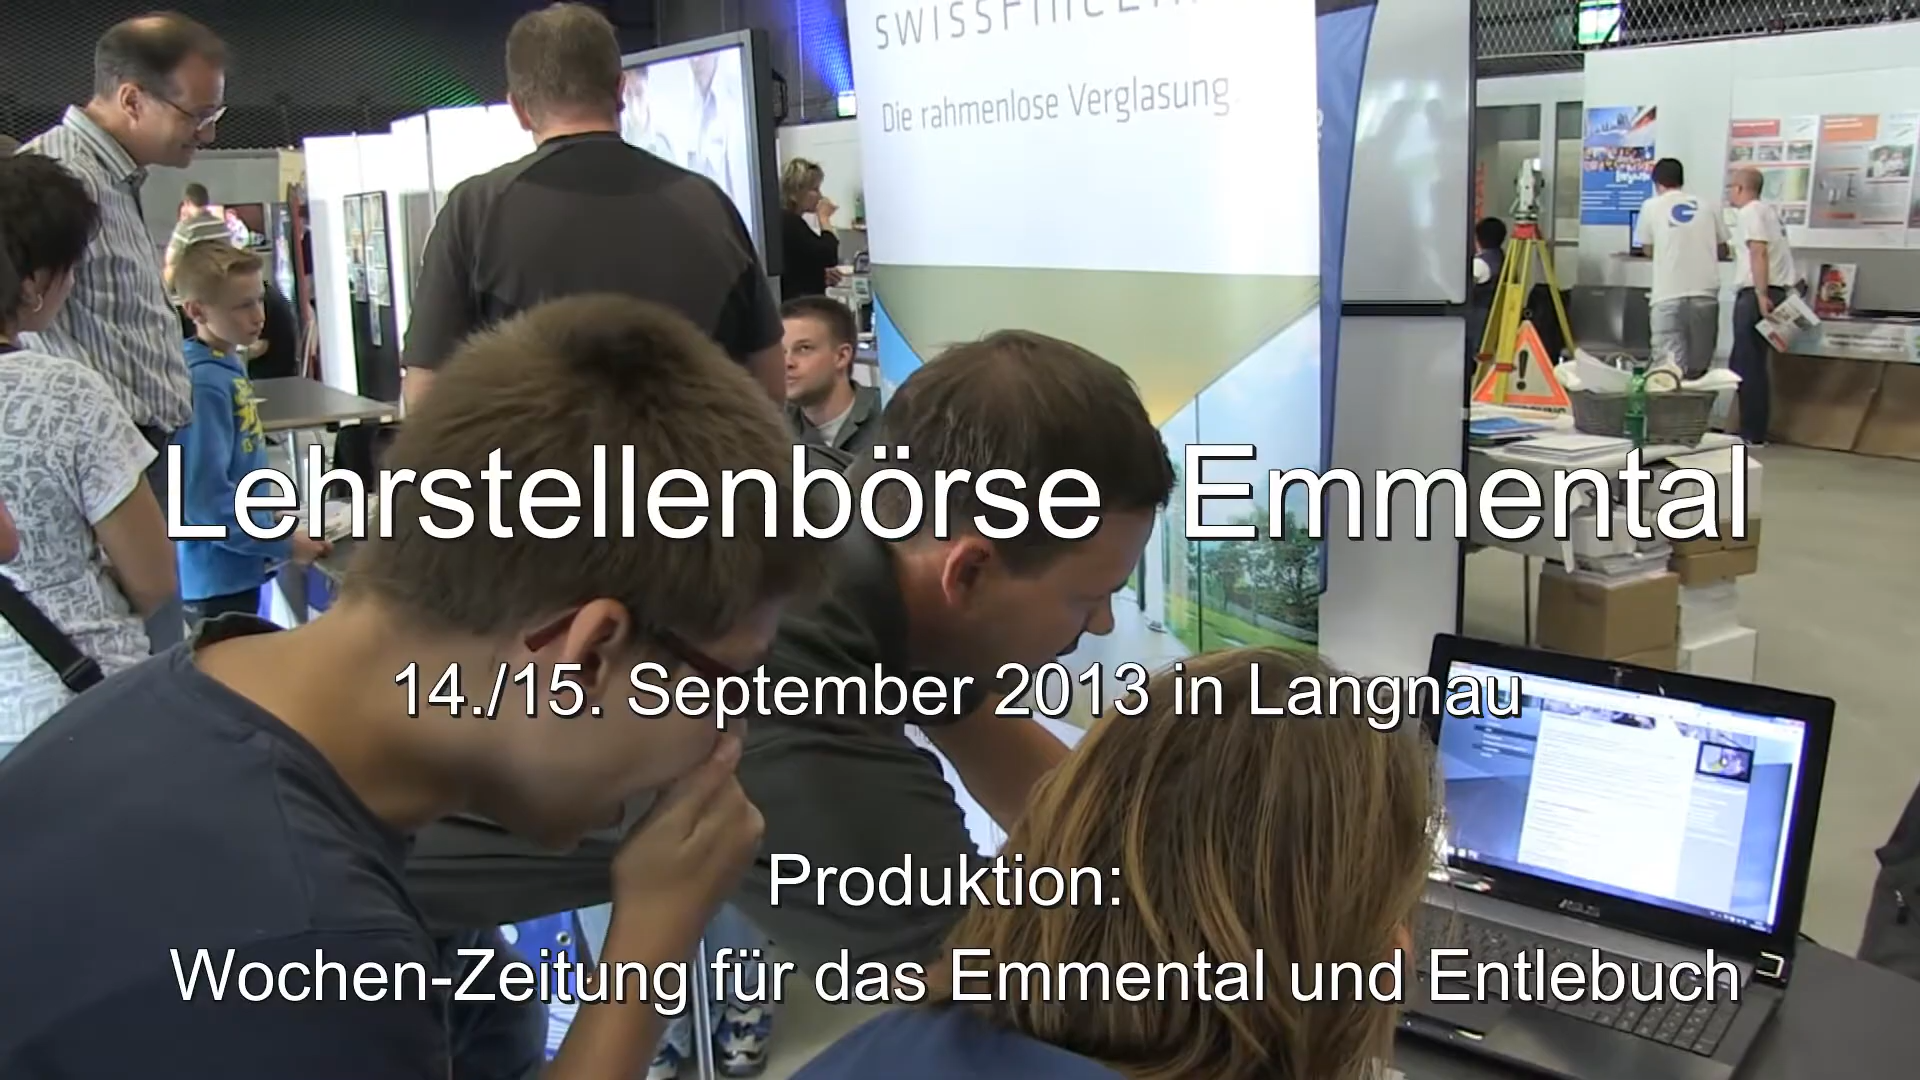 Die rahmenlose Verglasung
Lehrstellenbörse Emmental
14./15. September 2013 in Langnau
Produktion:
Wochen-Zeitung für das Emmental und Entlebuch
ASUS